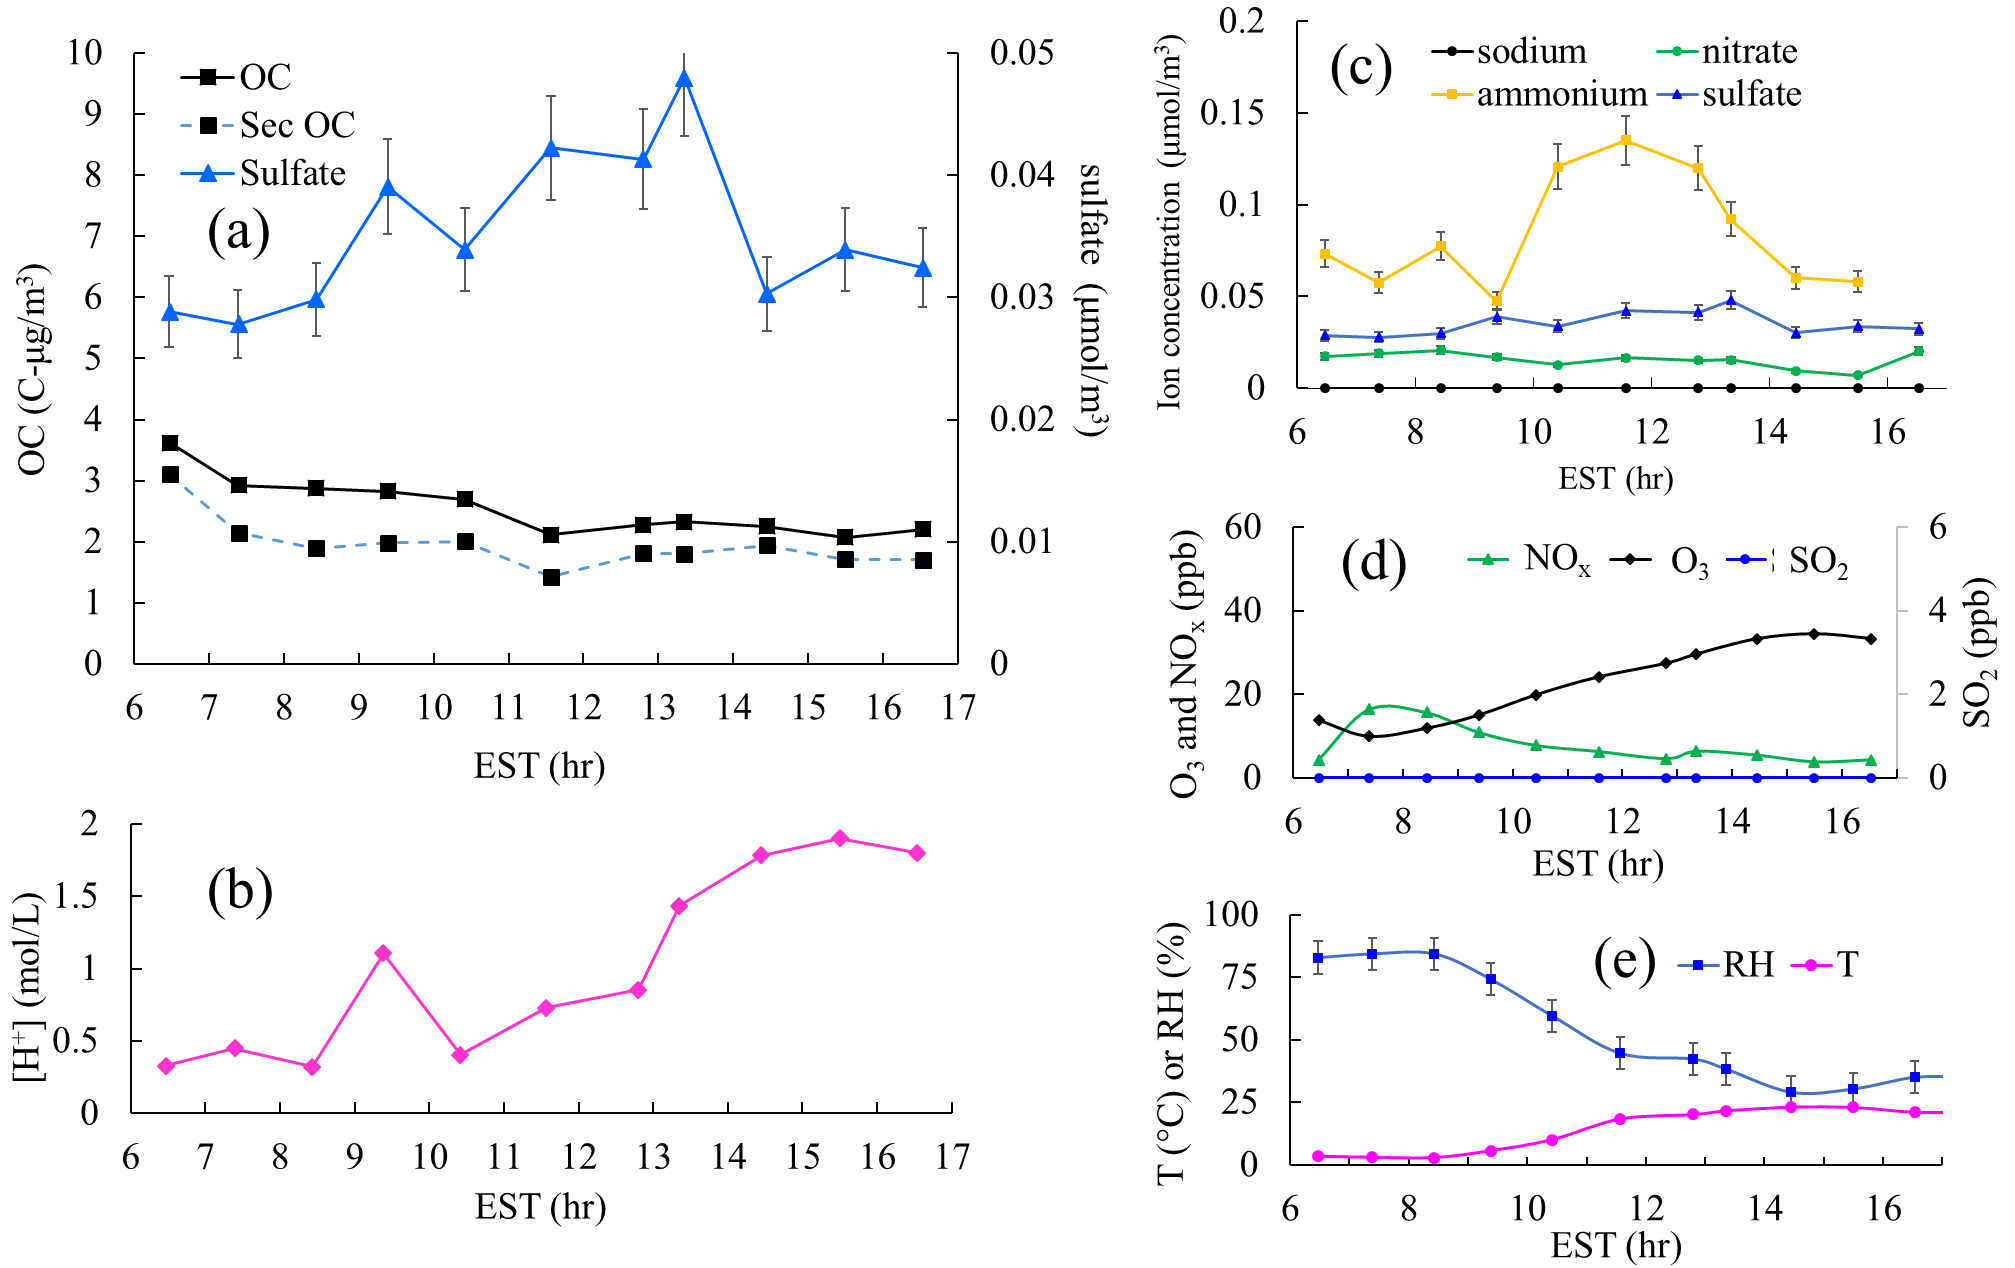 10
9
8
7
6
5
4
3
2
1
0
OC (C-μg/m³)
OC
Sec OC
Sulfate
(a)
0.05
0.04
0.03
0.02
0.01
0
sulfate (μmol/m³)
6 7 8 9 10 11 12 13 14 15 16 17
EST (hr)
2
1.5
1
0.5
0
[H⁺] (mol/L)
(b)
6 7 8 9 10 11 12 13 14 15 16 17
EST (hr)
0.2
0.15
0.1
0.05
0
Ion concentration (μmol/m³)
(c)
sodium nitrate
ammonium sulfate
6 8 10 12 14 16
EST (hr)
60
40
20
0
O₃ and NOₓ (ppb)
(d)
NOₓ O₃ SO₂
6
4
2
0
SO₂ (ppb)
6 8 10 12 14 16
EST (hr)
100
75
50
25
0
T (°C) or RH (%)
(e)
RH T
6 8 10 12 14 16
EST (hr)